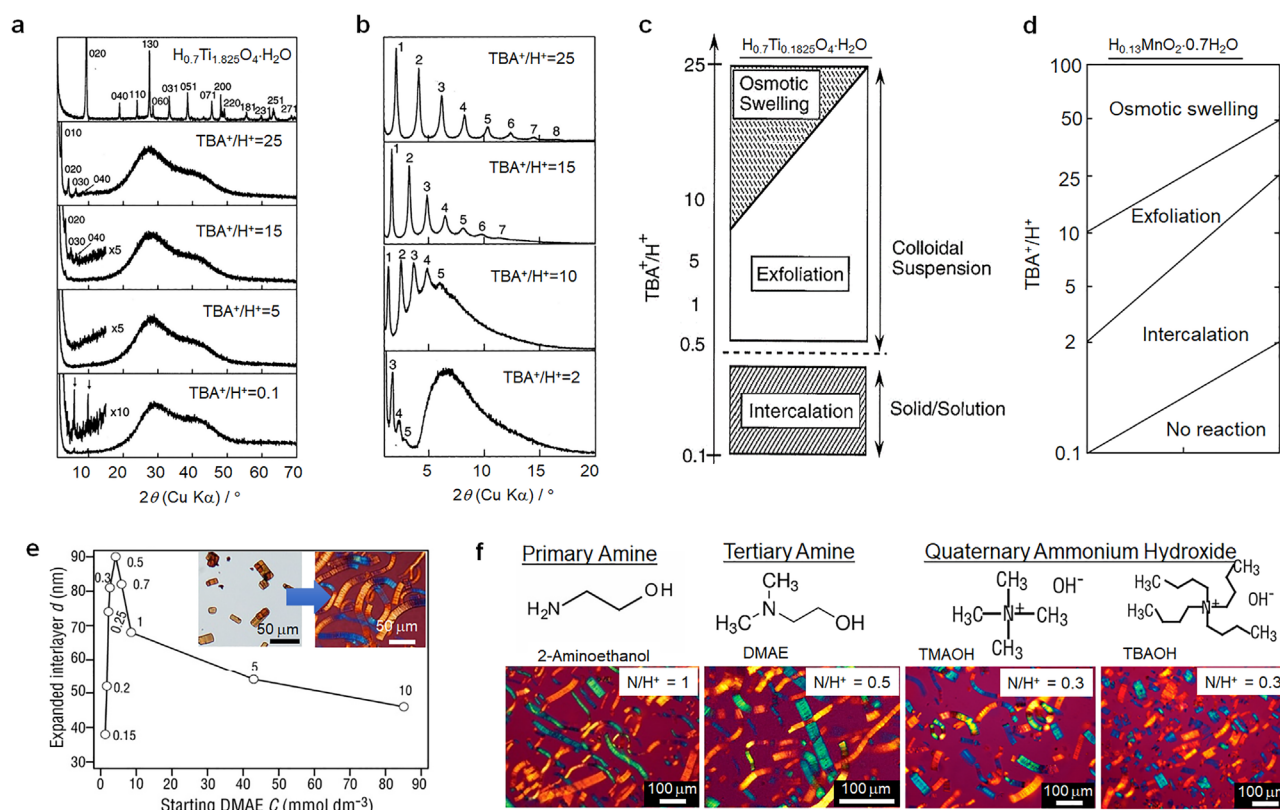 a
H0.7Ti1.825O4·H2O
020
130
040
110
060
031
051
071
200
220
181
231
251
271
010
020
030
040
TBA+/H+=25
020
030
040
x5
TBA+/H+=15
x5
TBA+/H+=5
x10
TBA+/H+=0.1
10 20 30 40 50 60 70
2θ (Cu Kα) / °
b
1 2 3 4 5 6 7 8
TBA+/H+=25
1 2 3 4 5 6 7
TBA+/H+=15
1 2 3 4 5
TBA+/H+=10
3 4 5
TBA+/H+=2
5 10 15 20
2θ (Cu Kα) / °
c
H0.7Ti0.1825O4·H2O
TBA+/H+
25
10
5
1
0.5
0.1
Osmotic
Swelling
Exfoliation
Intercalation
Colloidal
Suspension
Solid/Solution
d
H0.13MnO2·0.7H2O
TBA+/H+
100
50
25
10
5
2
0.1
Osmotic swelling
Exfoliation
Intercalation
No reaction
e
Expanded interlayer d (nm)
90
80
70
60
50
40
30
0.3
0.5
0.7
0.25
1
0.2
0.15
5
10
50 μm
50 μm
0 10 20 30 40 50 60 70 80 90
Starting DMAE C (mmol dm−3)
f
Primary Amine
H2N
OH
2-Aminoethanol
N/H+ = 1
100 μm
Tertiary Amine
CH3
N
H3C
OH
DMAE
N/H+ = 0.5
100 μm
Quaternary Ammonium Hydroxide
CH3
OH−
H3C
N+
CH3
CH3
TMAOH
N/H+ = 0.3
100 μm
H3C
CH3
OH−
H3C
N+
CH3
TBAOH
N/H+ = 0.3
100 μm